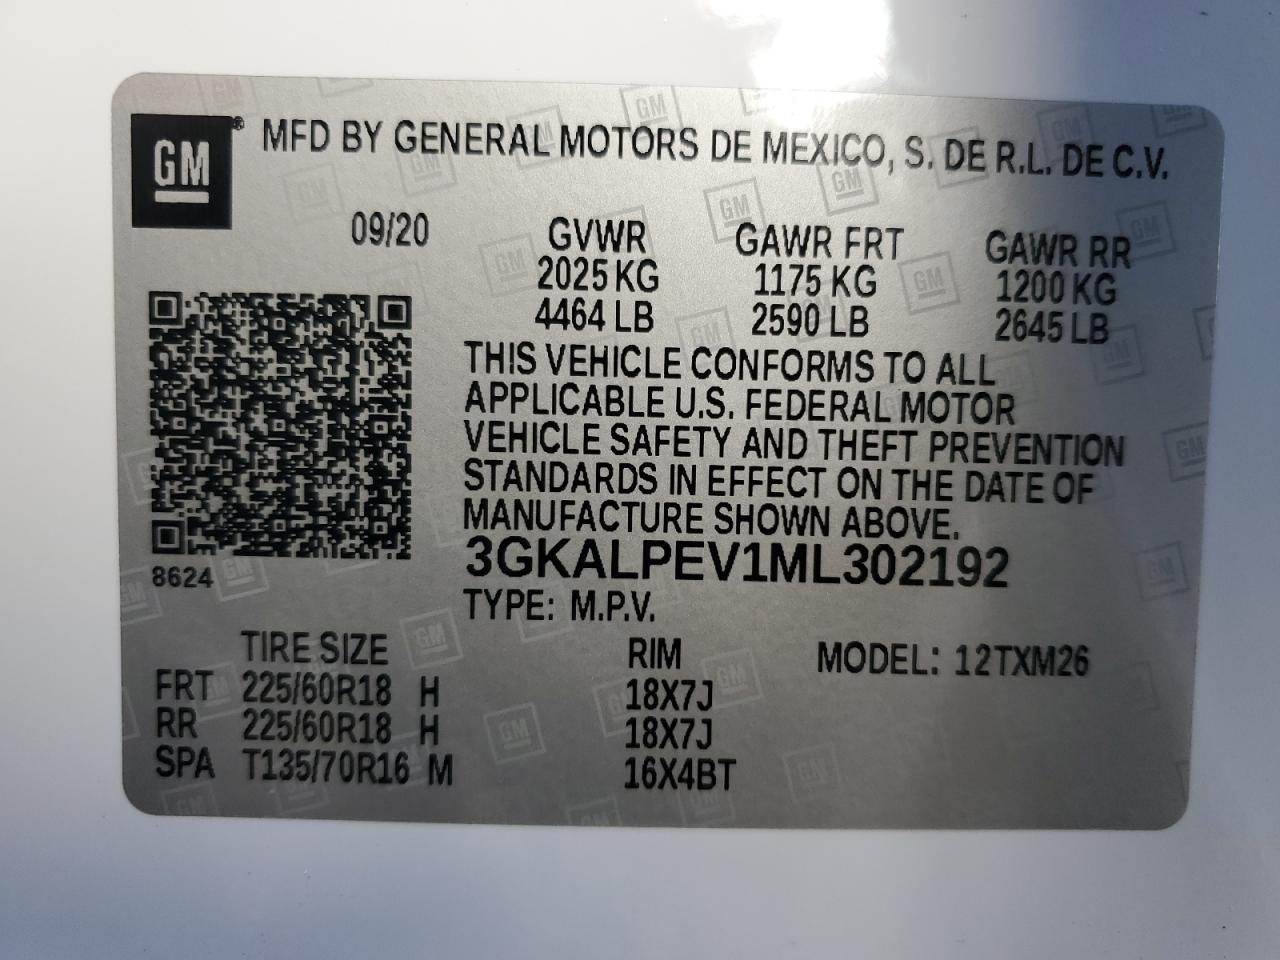 GM® MFD BY GENERAL MOTORS DE MEXICO, S. DE R.L. DE C.V.
09/20 GVWR GAWR FRT GAWR RR
2025 KG 1175 KG 1200 KG
4464 LB 2590 LB 2645 LB
THIS VEHICLE CONFORMS TO ALL
APPLICABLE U.S. FEDERAL MOTOR
VEHICLE SAFETY AND THEFT PREVENTION
STANDARDS IN EFFECT ON THE DATE OF
MANUFACTURE SHOWN ABOVE.
3GKALPEV1ML302192
8624
TYPE: M.P.V.
TIRE SIZE RIM MODEL: 12TXM26
FRT 225/60R18 H 18X7J
RR 225/60R18 H 18X7J
SPA T135/70R16 M 16X4BT